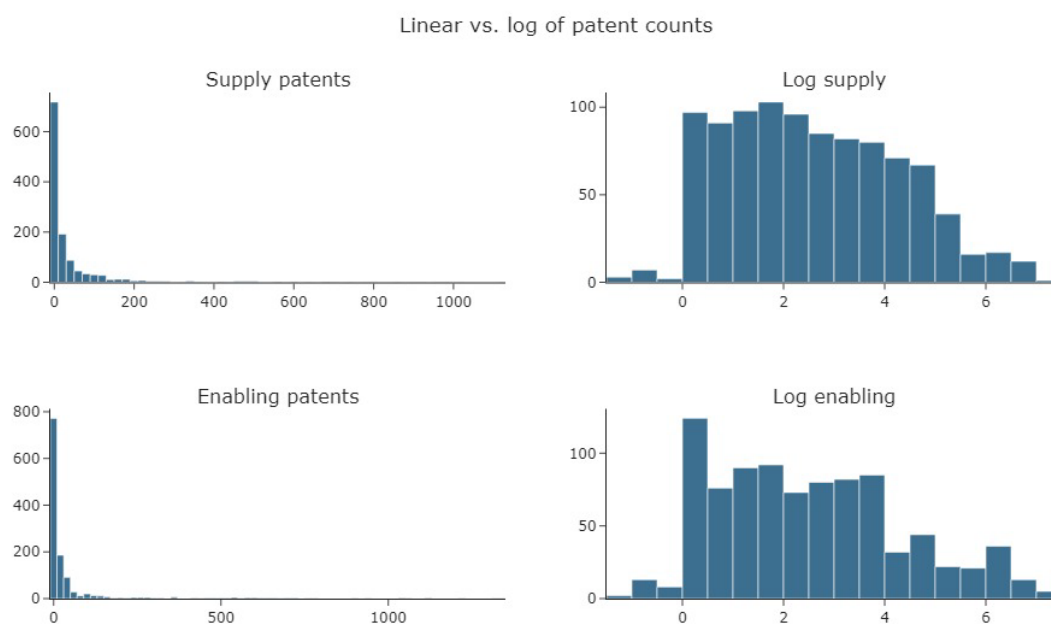 Linear vs. log of patent counts
Supply patents
600
400
200
0
0 200 400 600 800 1000
Log supply
100
50
0
0 2 4 6
Enabling patents
800
600
400
200
0
0 500 1000
Log enabling
100
50
0
0 2 4 6